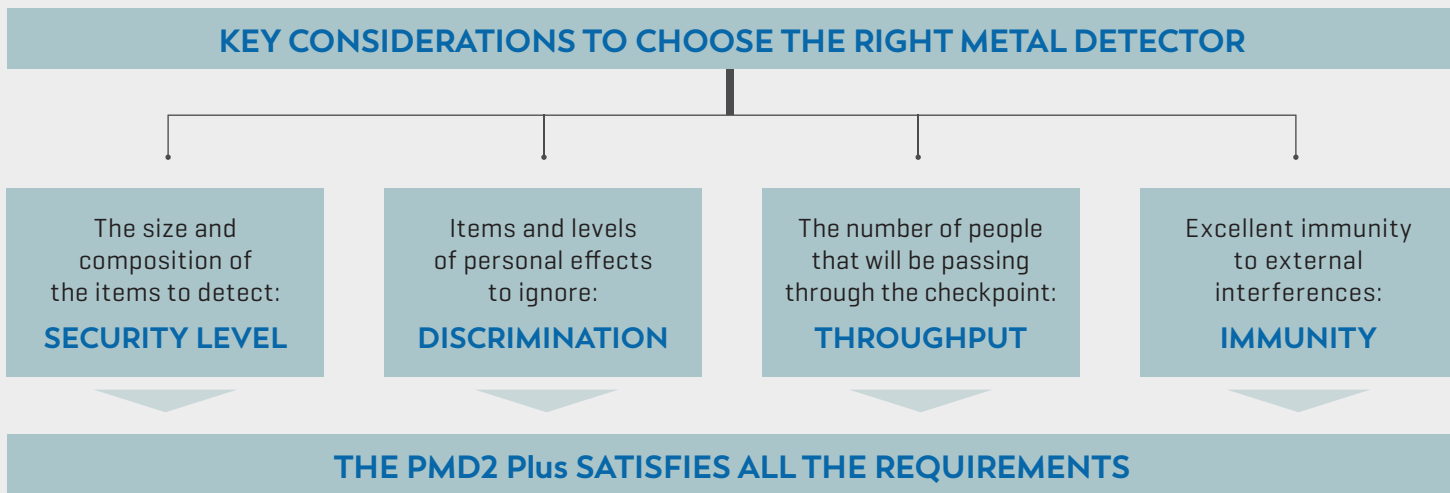 KEY CONSIDERATIONS TO CHOOSE THE RIGHT METAL DETECTOR
The size and
composition of
the items to detect:
SECURITY LEVEL
Items and levels
of personal effects
to ignore:
DISCRIMINATION
The number of people
that will be passing
through the checkpoint:
THROUGHPUT
Excellent immunity
to external
interferences:
IMMUNITY
THE PMD2 Plus SATISFIES ALL THE REQUIREMENTS